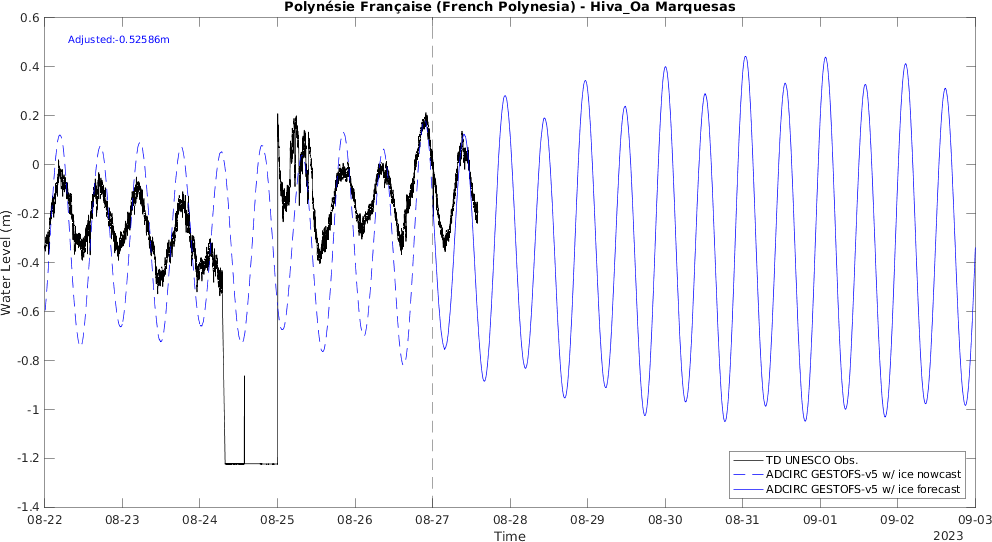 Polynésie Française (French Polynesia) - Hiva_Oa Marquesas
Adjusted:-0.52586m
0.6
0.4
0.2
0
-0.2
-0.4
-0.6
-0.8
-1
-1.2
-1.4
Water Level (m)
TD UNESCO Obs.
ADCIRC GESTOFS-v5 w/ ice nowcast
ADCIRC GESTOFS-v5 w/ ice forecast
08-22 08-23 08-24 08-25 08-26 08-27 08-28 08-29 08-30 08-31 09-01 09-02 09-03
Time
2023